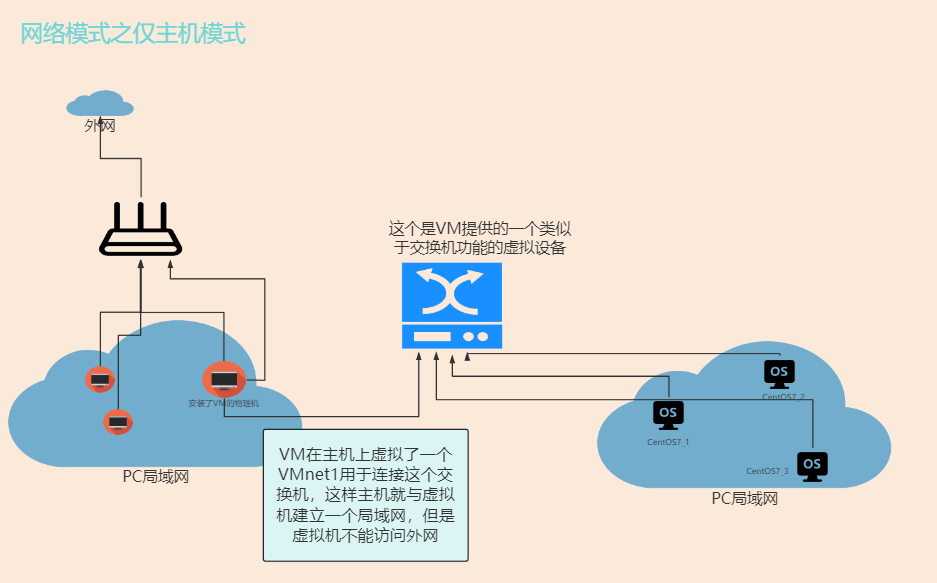 网络模式之仅主机模式
外网
这个是VM提供的一个类似
于交换机功能的虚拟设备
OS
CentOS7_2
安装了VM的物理机
OS
CentOS7_1
VM在主机上虚拟了一个
VMnet1用于连接这个交
换机，这样主机就与虚拟
机建立一个局域网，但是
虚拟机不能访问外网
OS
CentOS7_3
PC局域网
PC局域网